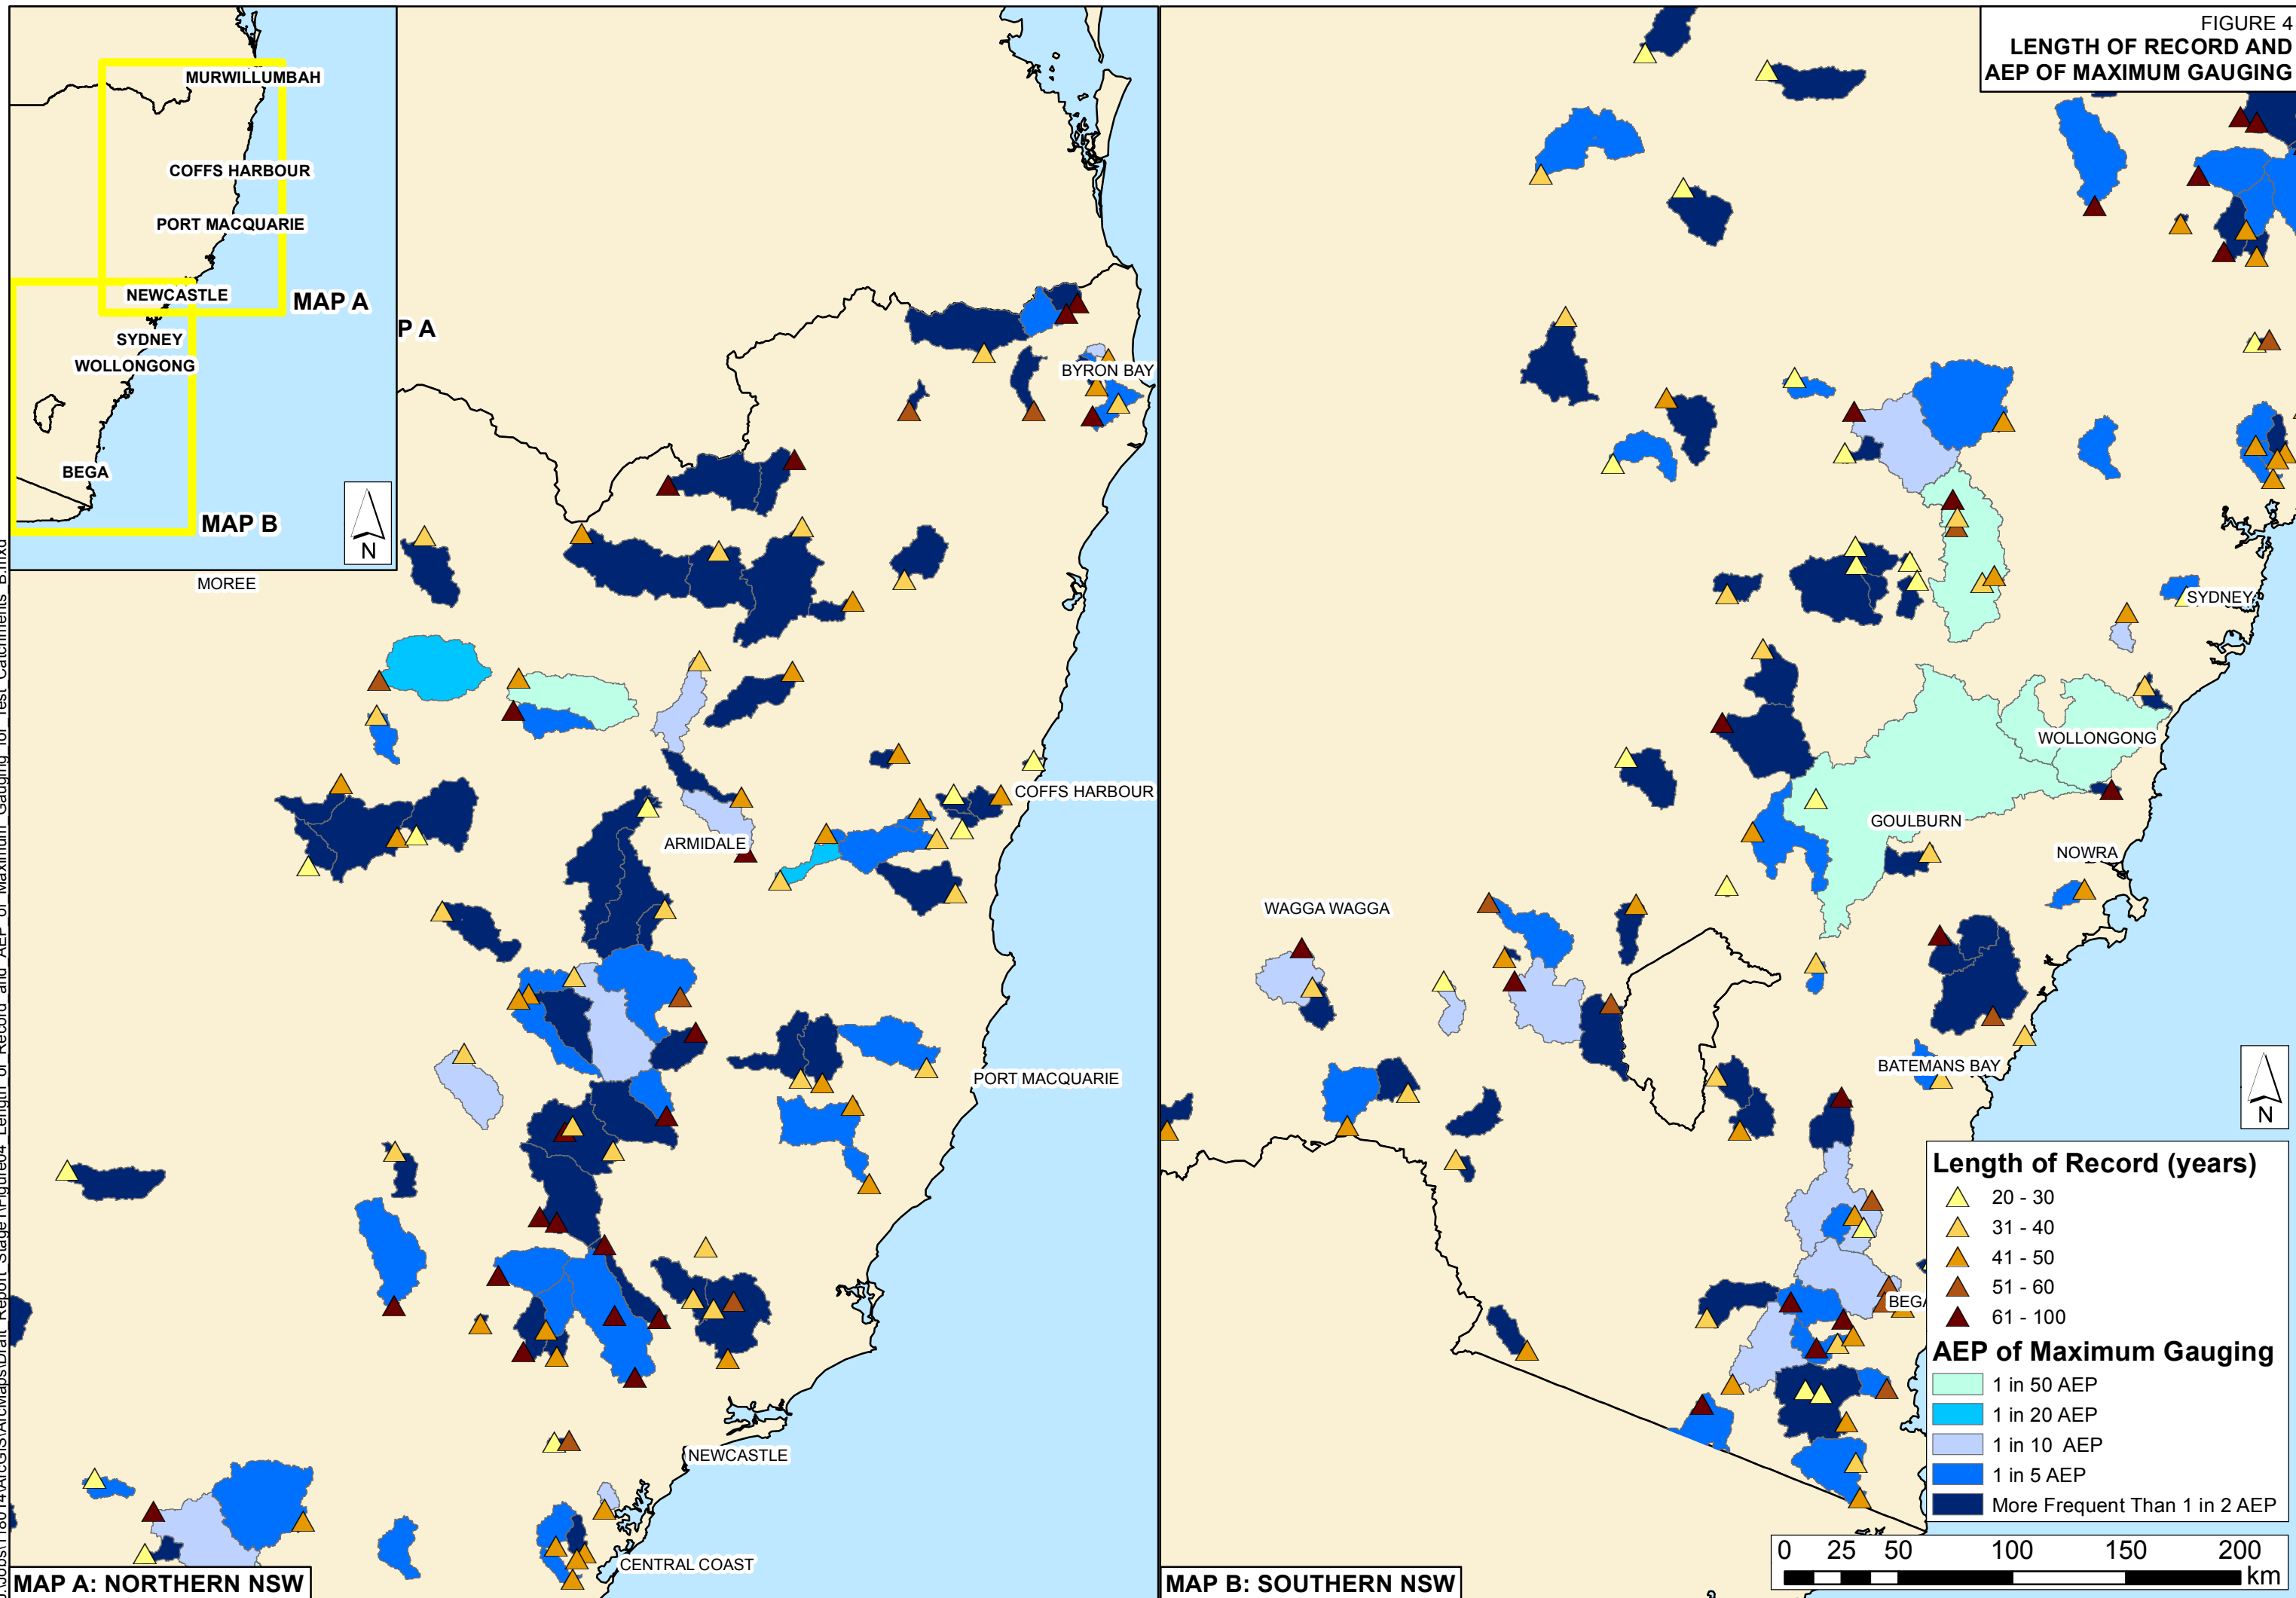 FIGURE 4
LENGTH OF RECORD AND
AEP OF MAXIMUM GAUGING
MURWILLUMBAH
COFFS HARBOUR
PORT MACQUARIE
NEWCASTLE
MAP A
SYDNEY
WOLLONGONG
BEGA
MAP B
N
P A
BYRON BAY
MOREE
COFFS HARBOUR
ARMIDALE
PORT MACQUARIE
NEWCASTLE
CENTRAL COAST
MAP A: NORTHERN NSW
SYDNEY
WOLLONGONG
GOULBURN
NOWRA
WAGGA WAGGA
BATEMANS BAY
BEGA
N
Length of Record (years)
20 - 30
31 - 40
41 - 50
51 - 60
61 - 100
AEP of Maximum Gauging
1 in 50 AEP
1 in 20 AEP
1 in 10 AEP
1 in 5 AEP
More Frequent Than 1 in 2 AEP
0 25 50 100 150 200
km
MAP B: SOUTHERN NSW